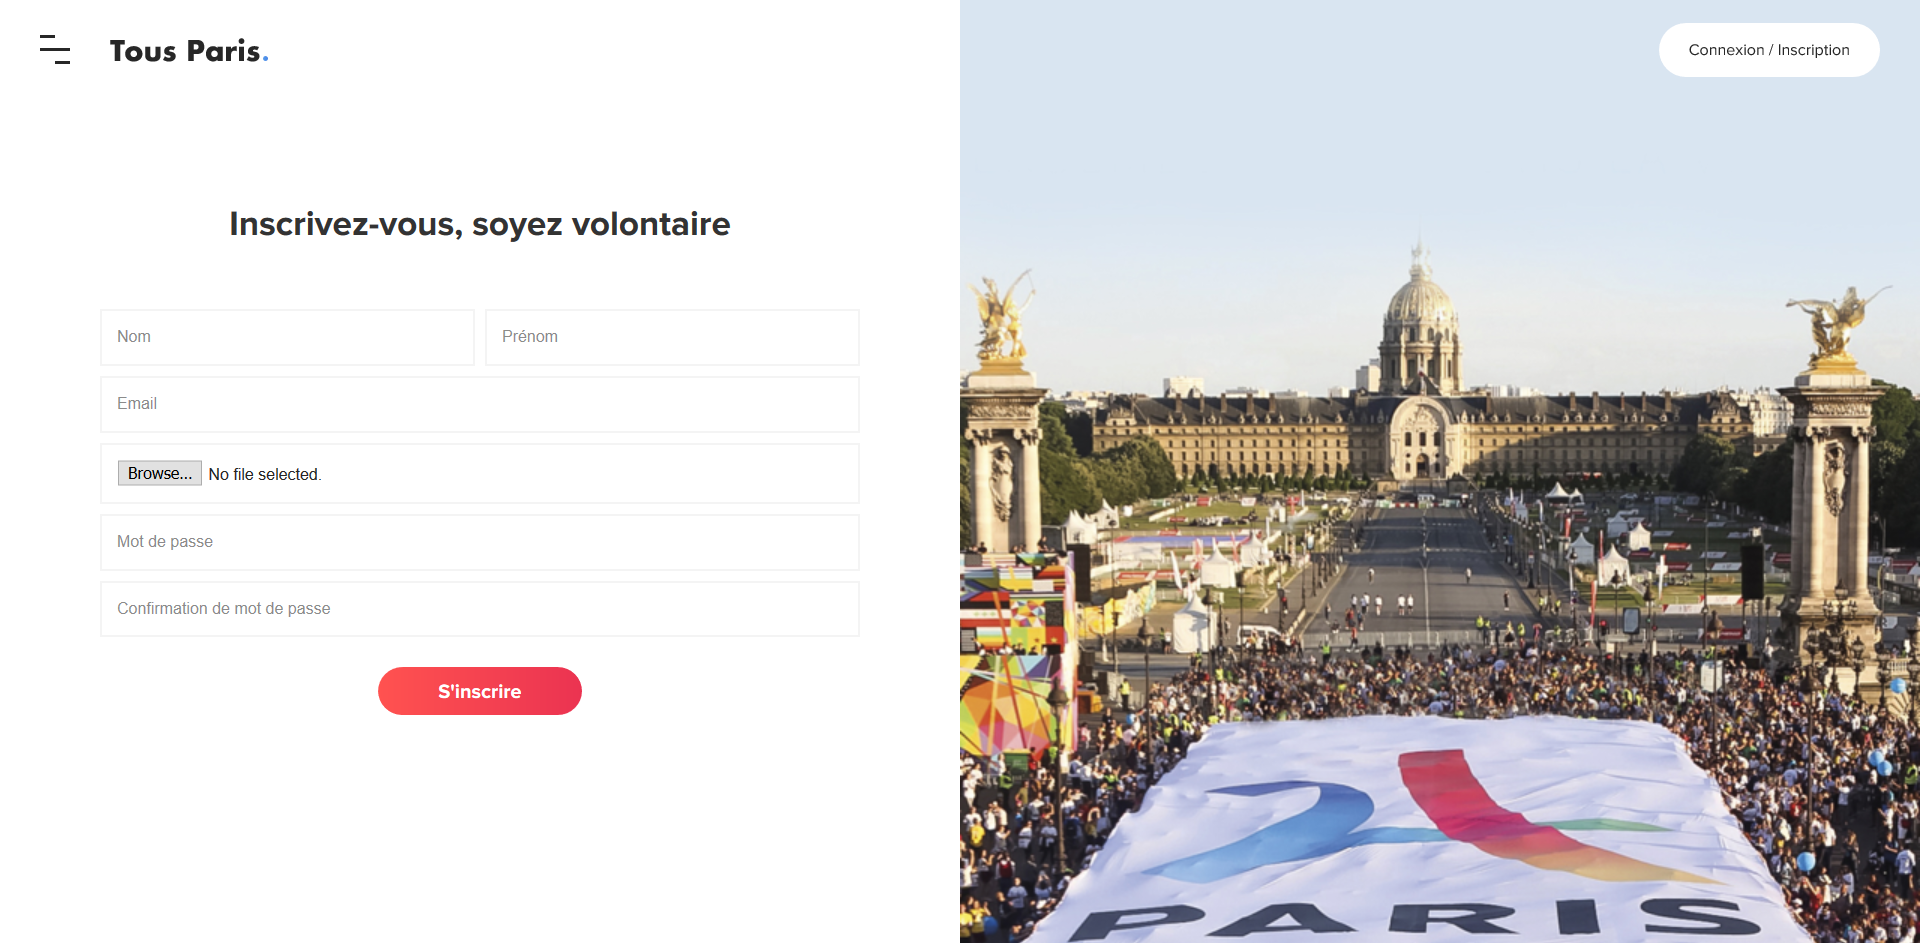 Tous Paris.
Connexion / Inscription
Inscrivez-vous, soyez volontaire
Nom
Prénom
Email
Browse... No file selected.
Mot de passe
Confirmation de mot de passe
S'inscrire
PARIS